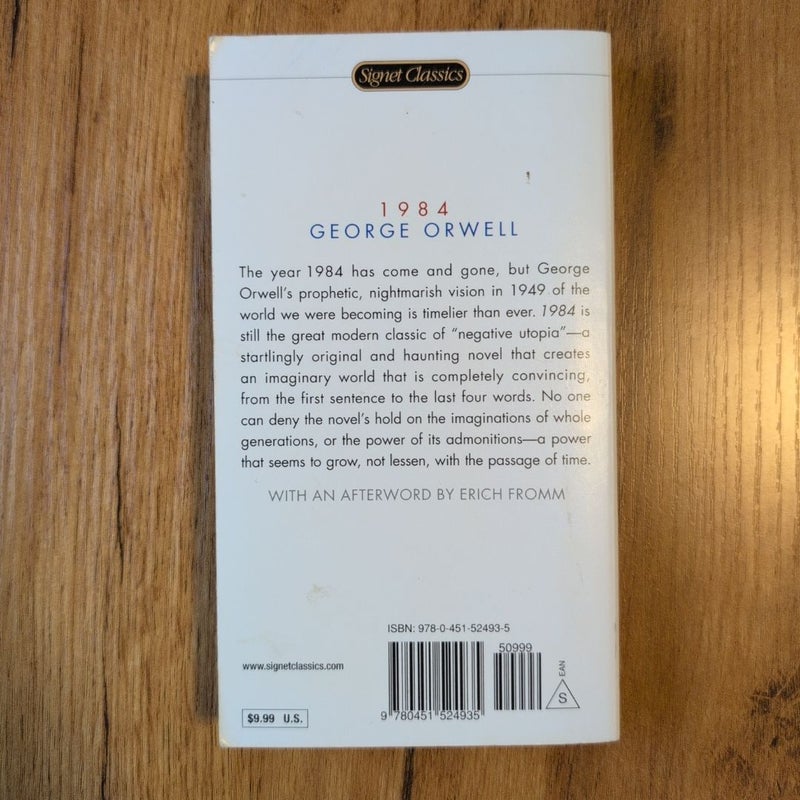 Signet Classics
1984
GEORGE ORWELL
The year 1984 has come and gone, but George
Orwell's prophetic, nightmarish vision in 1949 of the
world we were becoming is timelier than ever. 1984 is
still the great modern classic of “negative utopia”—a
startlingly original and haunting novel that creates
an imaginary world that is completely convincing,
from the first sentence to the last four words. No one
can deny the novel's hold on the imaginations of whole
generations, or the power of its admonitions—a power
that seems to grow, not lessen, with the passage of time.
WITH AN AFTERWORD BY ERICH FROMM
ISBN: 978-0-451-52493-5
50999
www.signetclassics.com
EAN
S
$9.99 U.S.
9 780451 524935